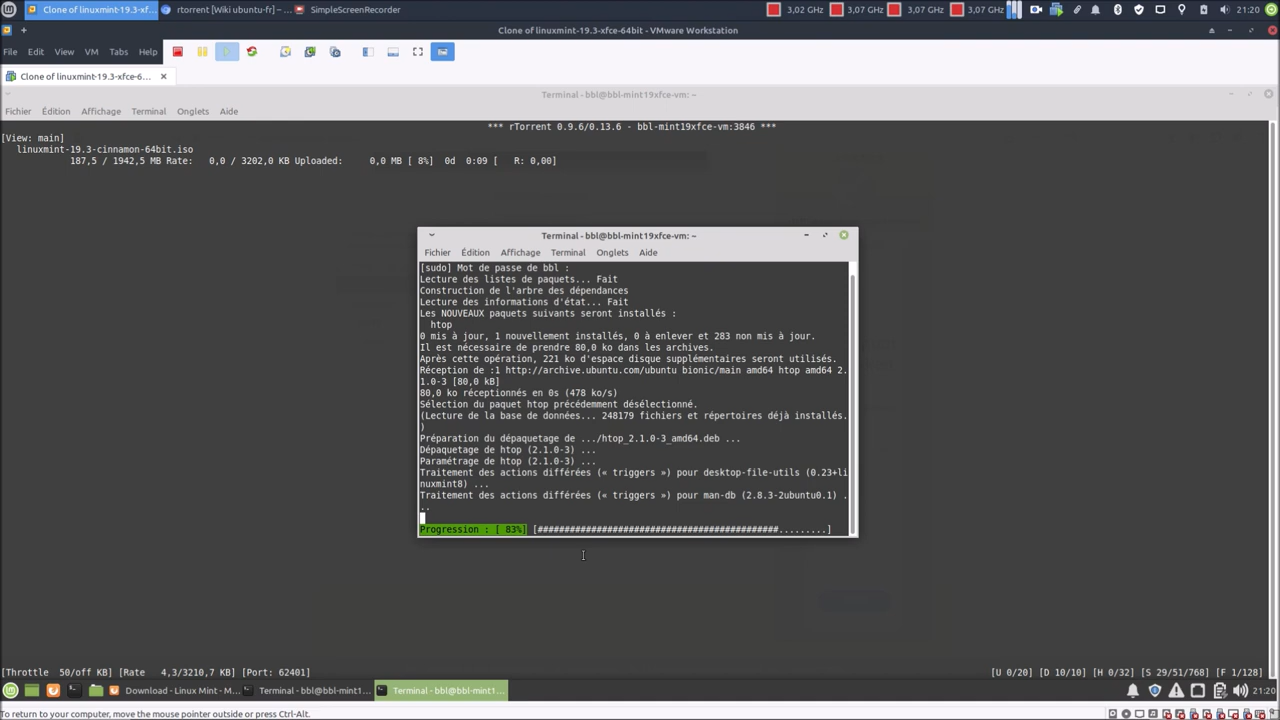 Clone of linuxmint-19.3-xf... rtorrent [Wiki ubuntu-fr] – ... SimpleScreenRecorder 3,02 GHz 3,07 GHz 3,07 GHz 3,07 GHz 21:20
Clone of linuxmint-19.3-xfce-64bit - VMware Workstation
File Edit View VM Tabs Help
Clone of linuxmint-19.3-xfce-6...
Terminal - bbl@bbl-mint19xfce-vm: ~
Fichier Édition Affichage Terminal Onglets Aide
*** rTorrent 0.9.6/0.13.6 - bbl-mint19xfce-vm:3846 ***
[View: main]
linuxmint-19.3-cinnamon-64bit.iso
187,5 / 1942,5 MB Rate: 0,0 / 3202,0 KB Uploaded: 0,0 MB [ 8%] 0d 0:09 [ R: 0,00]
Terminal - bbl@bbl-mint19xfce-vm: ~
Fichier Édition Affichage Terminal Onglets Aide
[sudo] Mot de passe de bbl :
Lecture des listes de paquets... Fait
Construction de l'arbre des dépendances
Lecture des informations d'état... Fait
Les NOUVEAUX paquets suivants seront installés :
htop
0 mis à jour, 1 nouvellement installés, 0 à enlever et 283 non mis à jour.
Il est nécessaire de prendre 80,0 ko dans les archives.
Après cette opération, 221 ko d'espace disque supplémentaires seront utilisés.
Réception de :1 http://archive.ubuntu.com/ubuntu bionic/main amd64 htop amd64 2.
1.0-3 [80,0 kB]
80,0 ko réceptionnés en 0s (478 ko/s)
Sélection du paquet htop précédemment désélectionné.
(Lecture de la base de données... 248179 fichiers et répertoires déjà installés.
)
Préparation du dépaquetage de .../htop_2.1.0-3_amd64.deb ...
Dépaquetage de htop (2.1.0-3) ...
Paramétrage de htop (2.1.0-3) ...
Traitement des actions différées (« triggers ») pour desktop-file-utils (0.23+li
nuxmint8) ...
Traitement des actions différées (« triggers ») pour man-db (2.8.3-2ubuntu0.1) .
..
Progression : [ 83%] [#############################################.........]
[Throttle 50/off KB] [Rate 4,3/3210,7 KB] [Port: 62401] [U 0/20] [D 10/10] [H 0/32] [S 29/51/768] [F 1/128]
Download - Linux Mint - M... Terminal - bbl@bbl-mint1... Terminal - bbl@bbl-mint1... 21:20
To return to your computer, move the mouse pointer outside or press Ctrl-Alt.